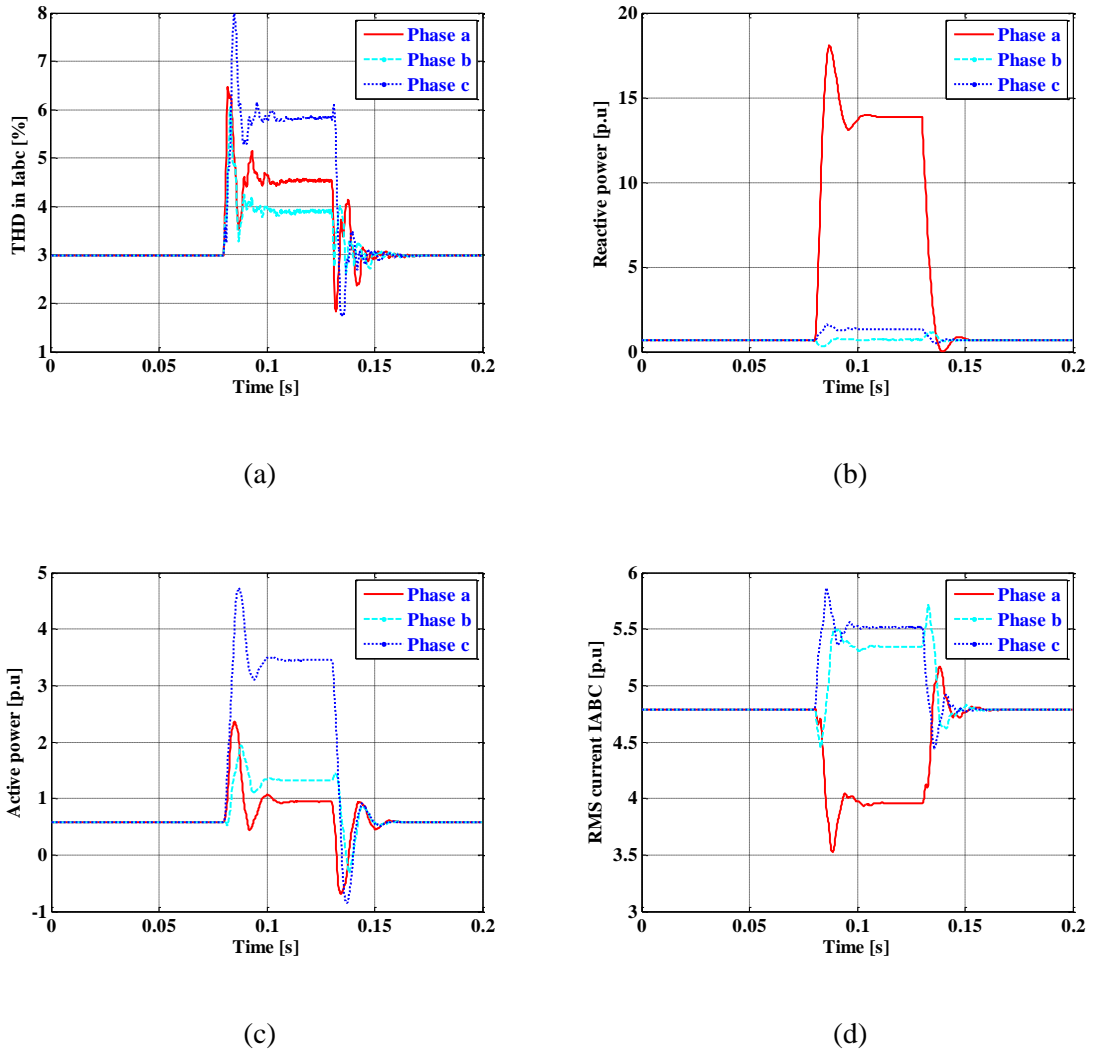 8
7
6
5
4
3
2
1
THD in Iabc [%]
Phase a
Phase b
Phase c
0
0.05
0.1
0.15
0.2
Time [s]
(a)
20
15
10
5
0
Reactive power [p.u]
Phase a
Phase b
Phase c
0
0.05
0.1
0.15
0.2
Time [s]
(b)
5
4
3
2
1
0
-1
Active power [p.u]
Phase a
Phase b
Phase c
0
0.05
0.1
0.15
0.2
Time [s]
(c)
6
5.5
5
4.5
4
3.5
3
RMS current IABC [p.u]
Phase a
Phase b
Phase c
0
0.05
0.1
0.15
0.2
Time [s]
(d)